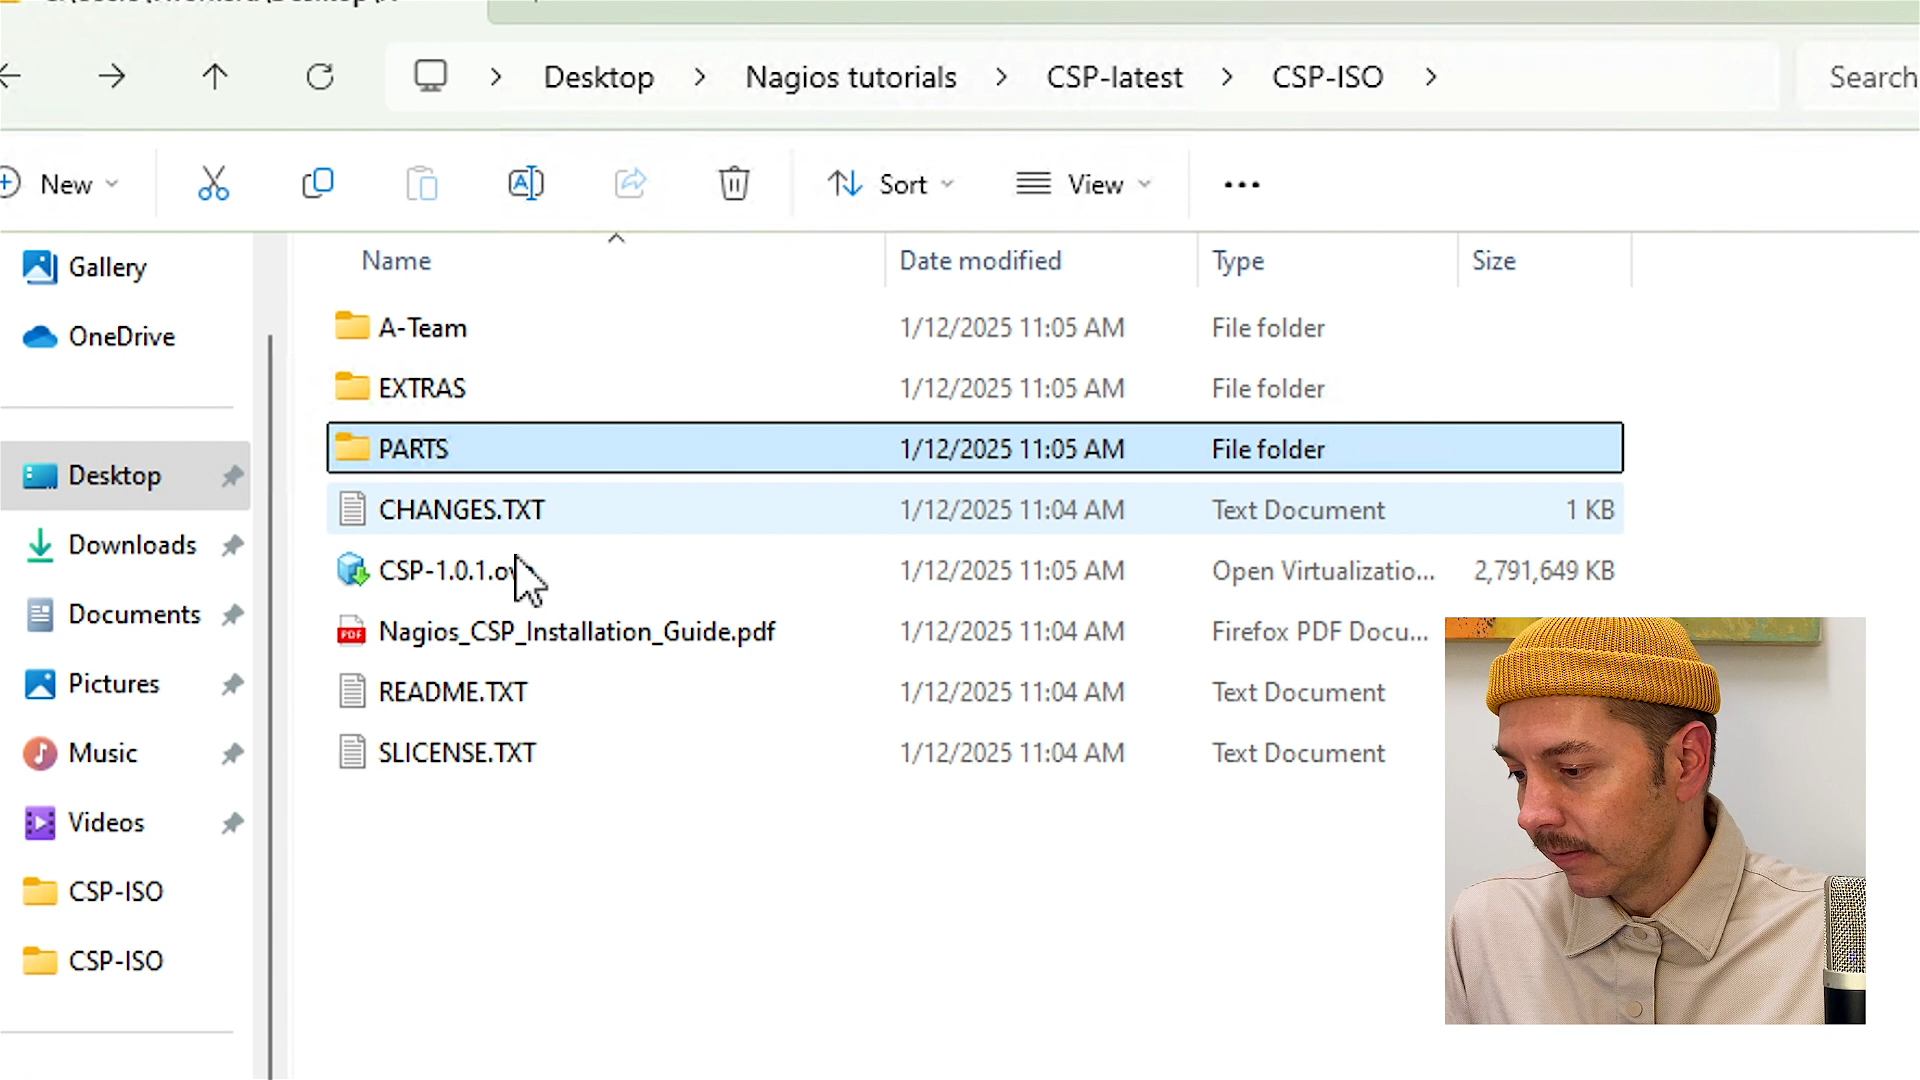 Desktop > Nagios tutorials > CSP-latest > CSP-ISO >
Search
New
Sort
View
Gallery
OneDrive
Desktop
Downloads
Documents
Pictures
Music
Videos
CSP-ISO
CSP-ISO
Name Date modified Type Size
A-Team 1/12/2025 11:05 AM File folder
EXTRAS 1/12/2025 11:05 AM File folder
PARTS 1/12/2025 11:05 AM File folder
CHANGES.TXT 1/12/2025 11:04 AM Text Document 1 KB
CSP-1.0.1.ov 1/12/2025 11:05 AM Open Virtualizatio... 2,791,649 KB
PDF Nagios_CSP_Installation_Guide.pdf 1/12/2025 11:04 AM Firefox PDF Docu...
README.TXT 1/12/2025 11:04 AM Text Document
SLICENSE.TXT 1/12/2025 11:04 AM Text Document